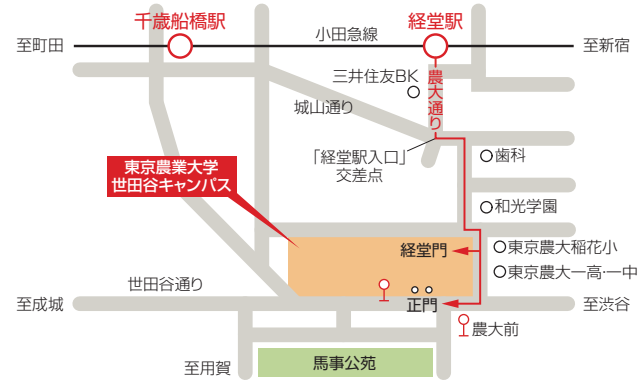 千歳船橋駅
経堂駅
小田急線
至町田
至新宿
三井住友BK
農大通り
城山通り
「経堂駅入口」
交差点
歯科
東京農業大学
世田谷キャンパス
和光学園
経堂門
東京農大稲花小
東京農大一高・一中
世田谷通り
正門
至成城
至渋谷
農大前
至用賀
馬事公苑